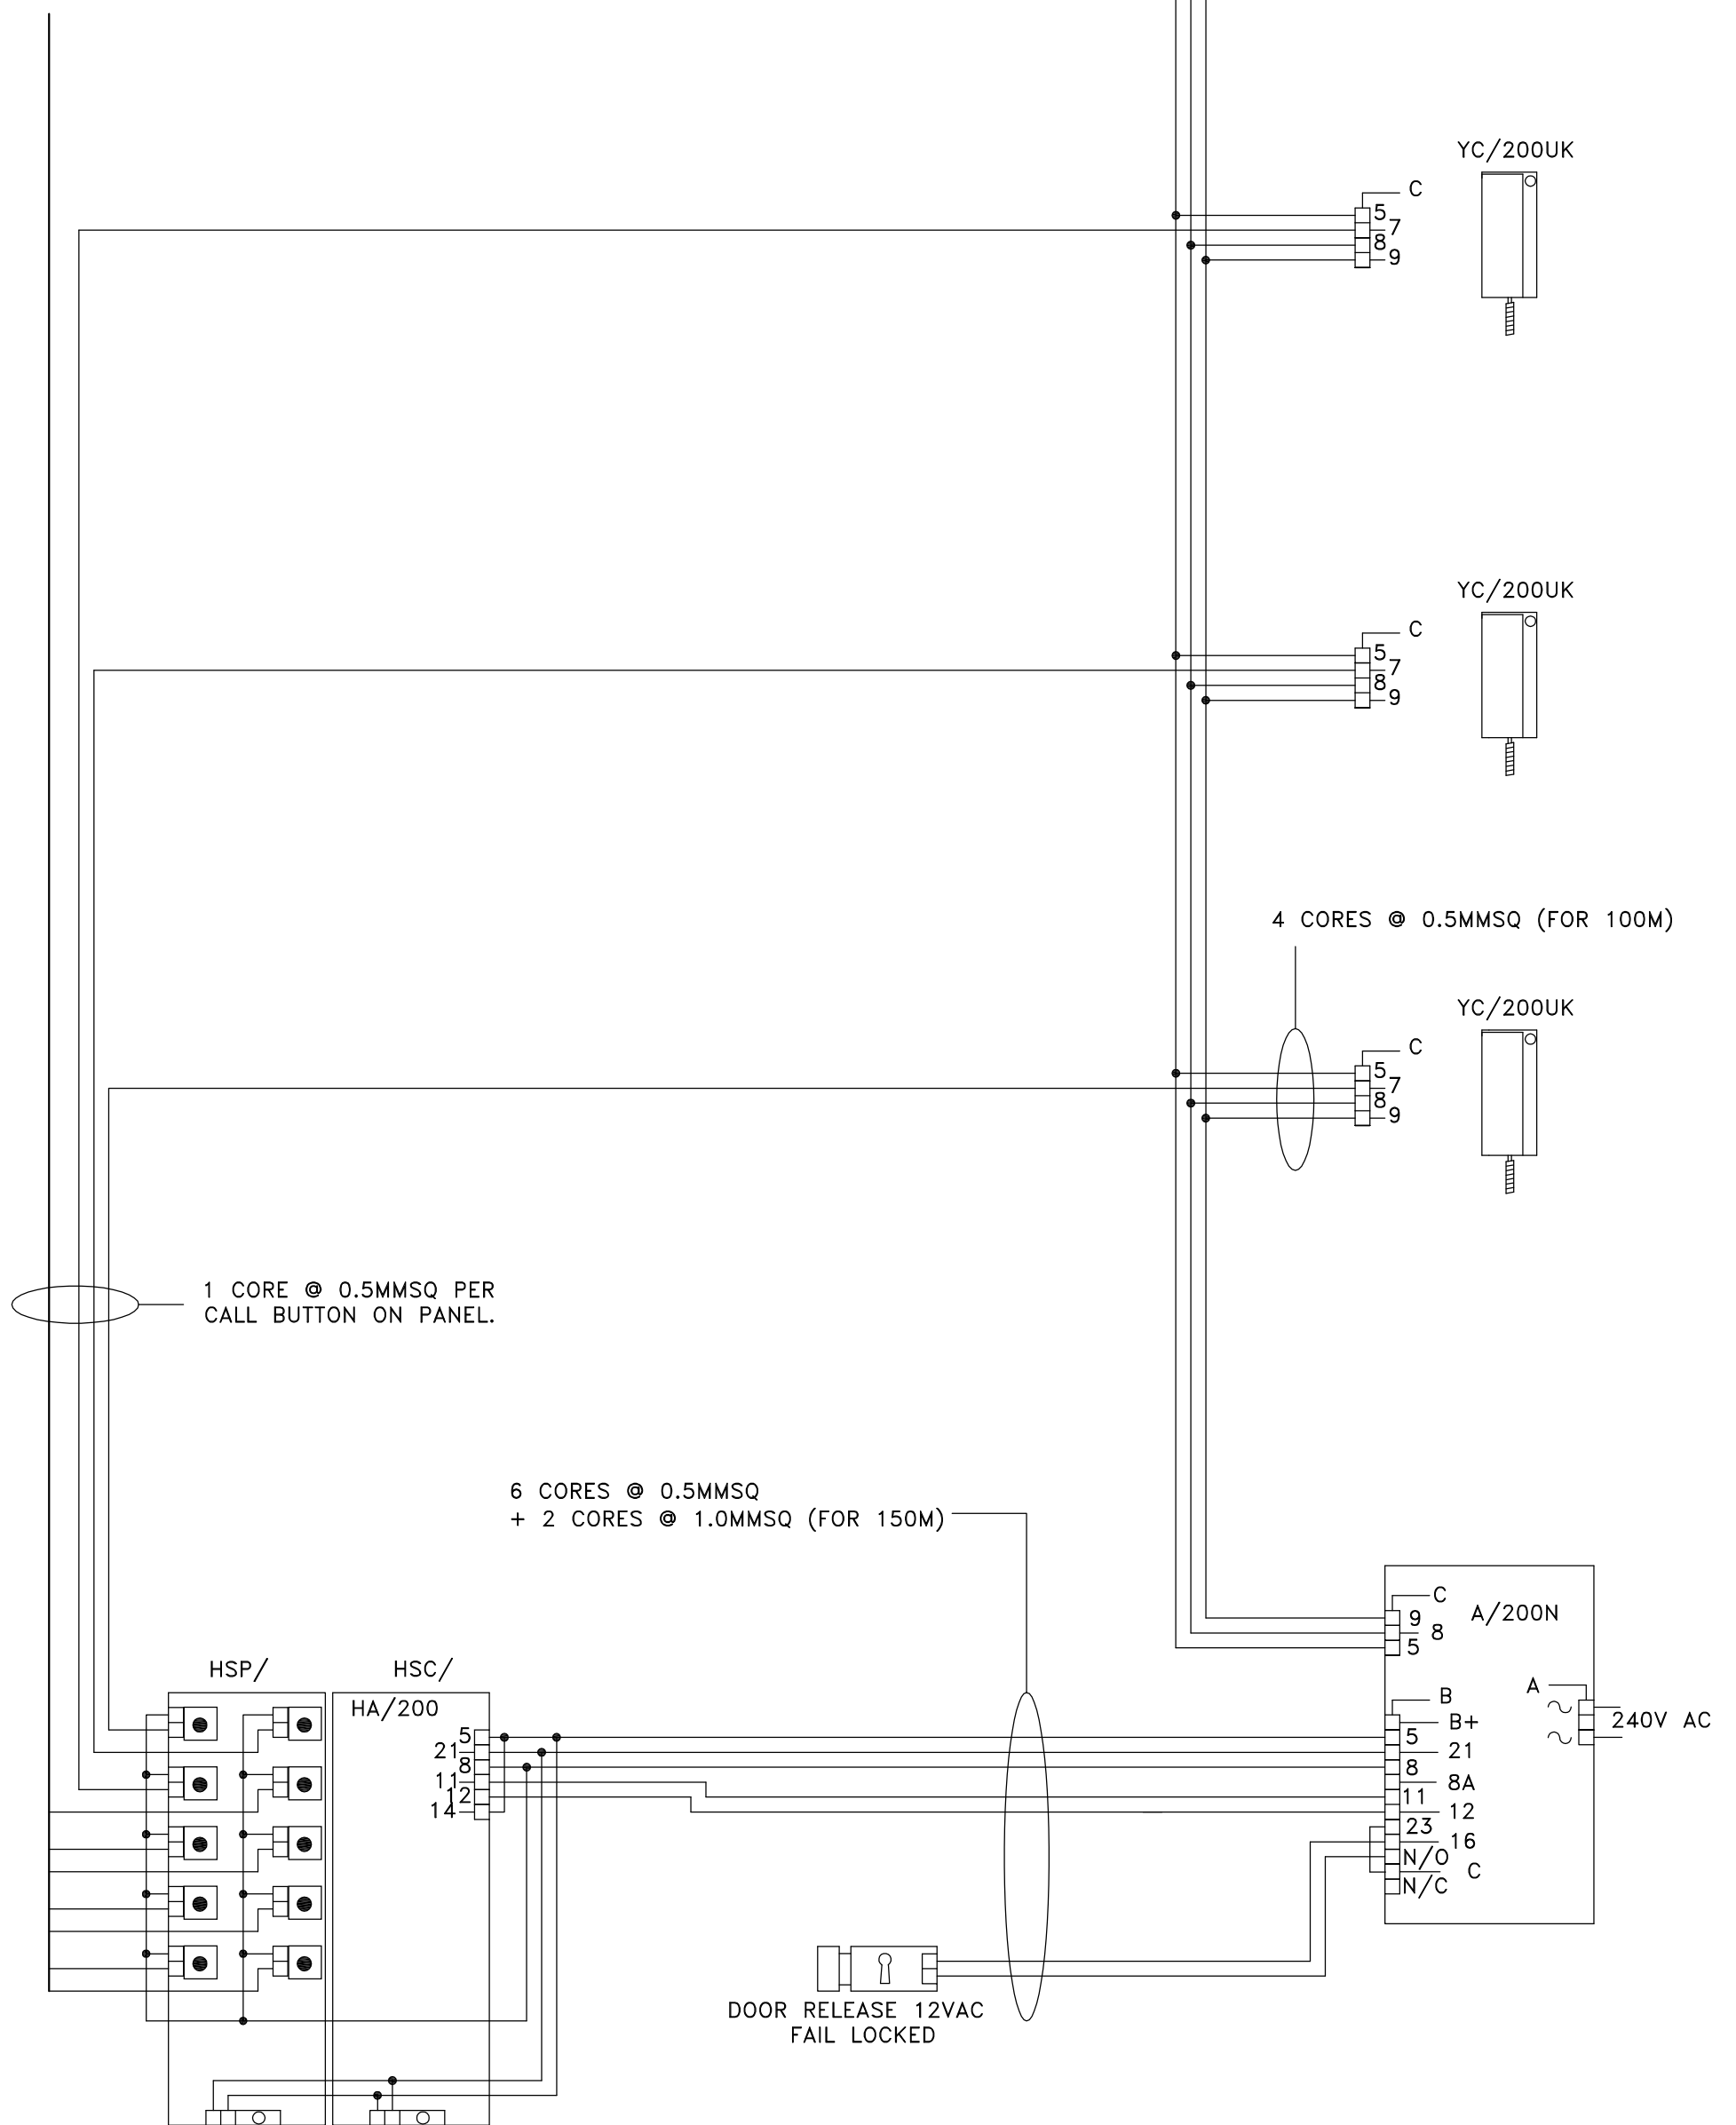 YC/200UK
C
5
7
8
9
YC/200UK
C
5
7
8
9
4 CORES @ 0.5MMSQ (FOR 100M)
YC/200UK
C
5
7
8
9
1 CORE @ 0.5MMSQ PER
CALL BUTTON ON PANEL.
6 CORES @ 0.5MMSQ
+ 2 CORES @ 1.0MMSQ (FOR 150M)
C
A/200N
9
8
5
HSP/
HSC/
HA/200
5
21
8
11
12
14
A
B
B+
240V AC
5
21
8
8A
11
12
23
16
N/O
C
N/C
DOOR RELEASE 12VAC
FAIL LOCKED